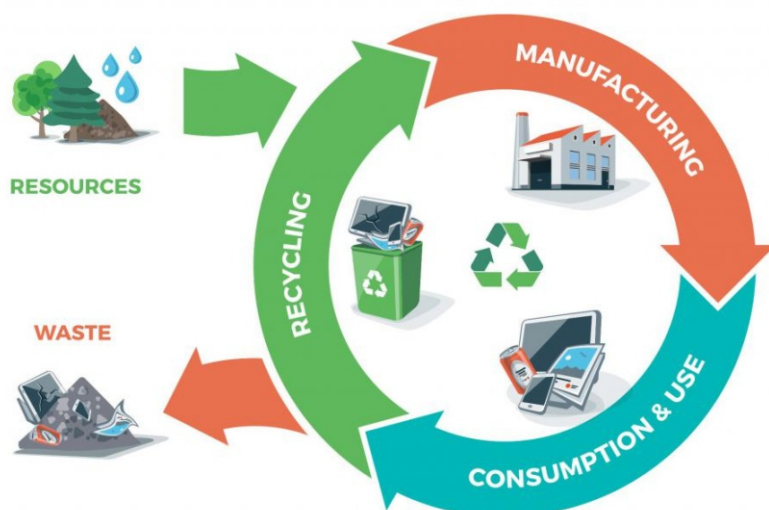 MANUFACTURING
RESOURCES
RECYCLING
WASTE
CONSUMPTION & USE